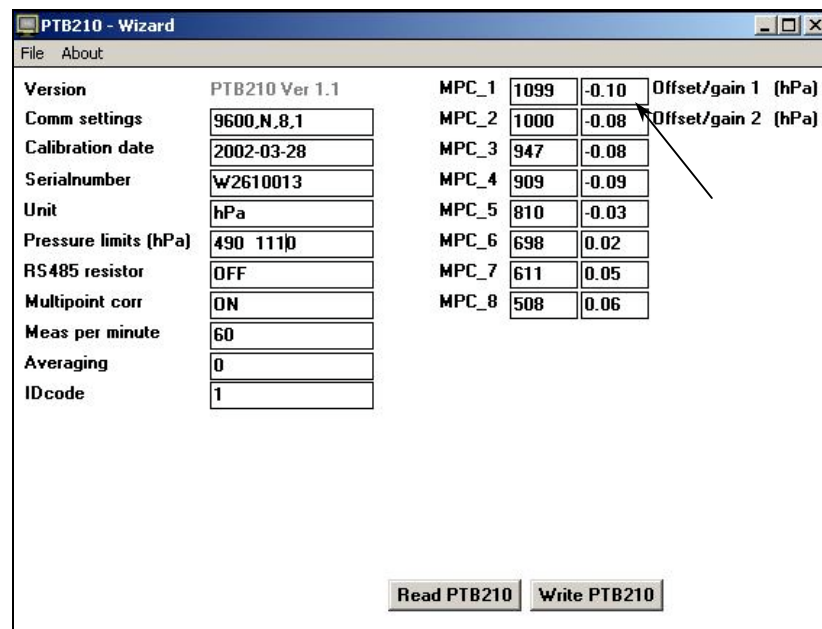 PTB210 - Wizard
File About
Version PTB210 Ver 1.1
Comm settings 9600,N,8,1
Calibration date 2002-03-28
Serialnumber W2610013
Unit hPa
Pressure limits (hPa) 490 1110
RS485 resistor OFF
Multipoint corr ON
Meas per minute 60
Averaging 0
IDcode 1
MPC_1 1099 -0.10 Offset/gain 1 (hPa)
MPC_2 1000 -0.08 Offset/gain 2 (hPa)
MPC_3 947 -0.08
MPC_4 909 -0.09
MPC_5 810 -0.03
MPC_6 698 0.02
MPC_7 611 0.05
MPC_8 508 0.06
Read PTB210 Write PTB210